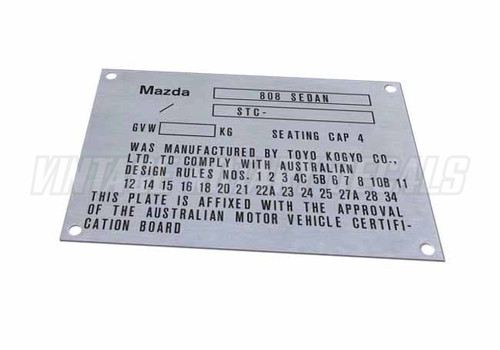 Mazda 808 SEDAN
/ STC-
GVW KG SEATING CAP 4
WAS MANUFACTURED BY TOYO KOGYO CO.,
LTD. TO COMPLY WITH AUSTRALIAN
DESIGN RULES NOS. 1 2 3 4C 5B 6 7 8 10B 11
12 14 15 16 18 20 21 22A 23 24 25 27A 28 34
THIS PLATE IS AFFIXED WITH THE APPROVAL
OF THE AUSTRALIAN MOTOR VEHICLE CERTIFI-
CATION BOARD